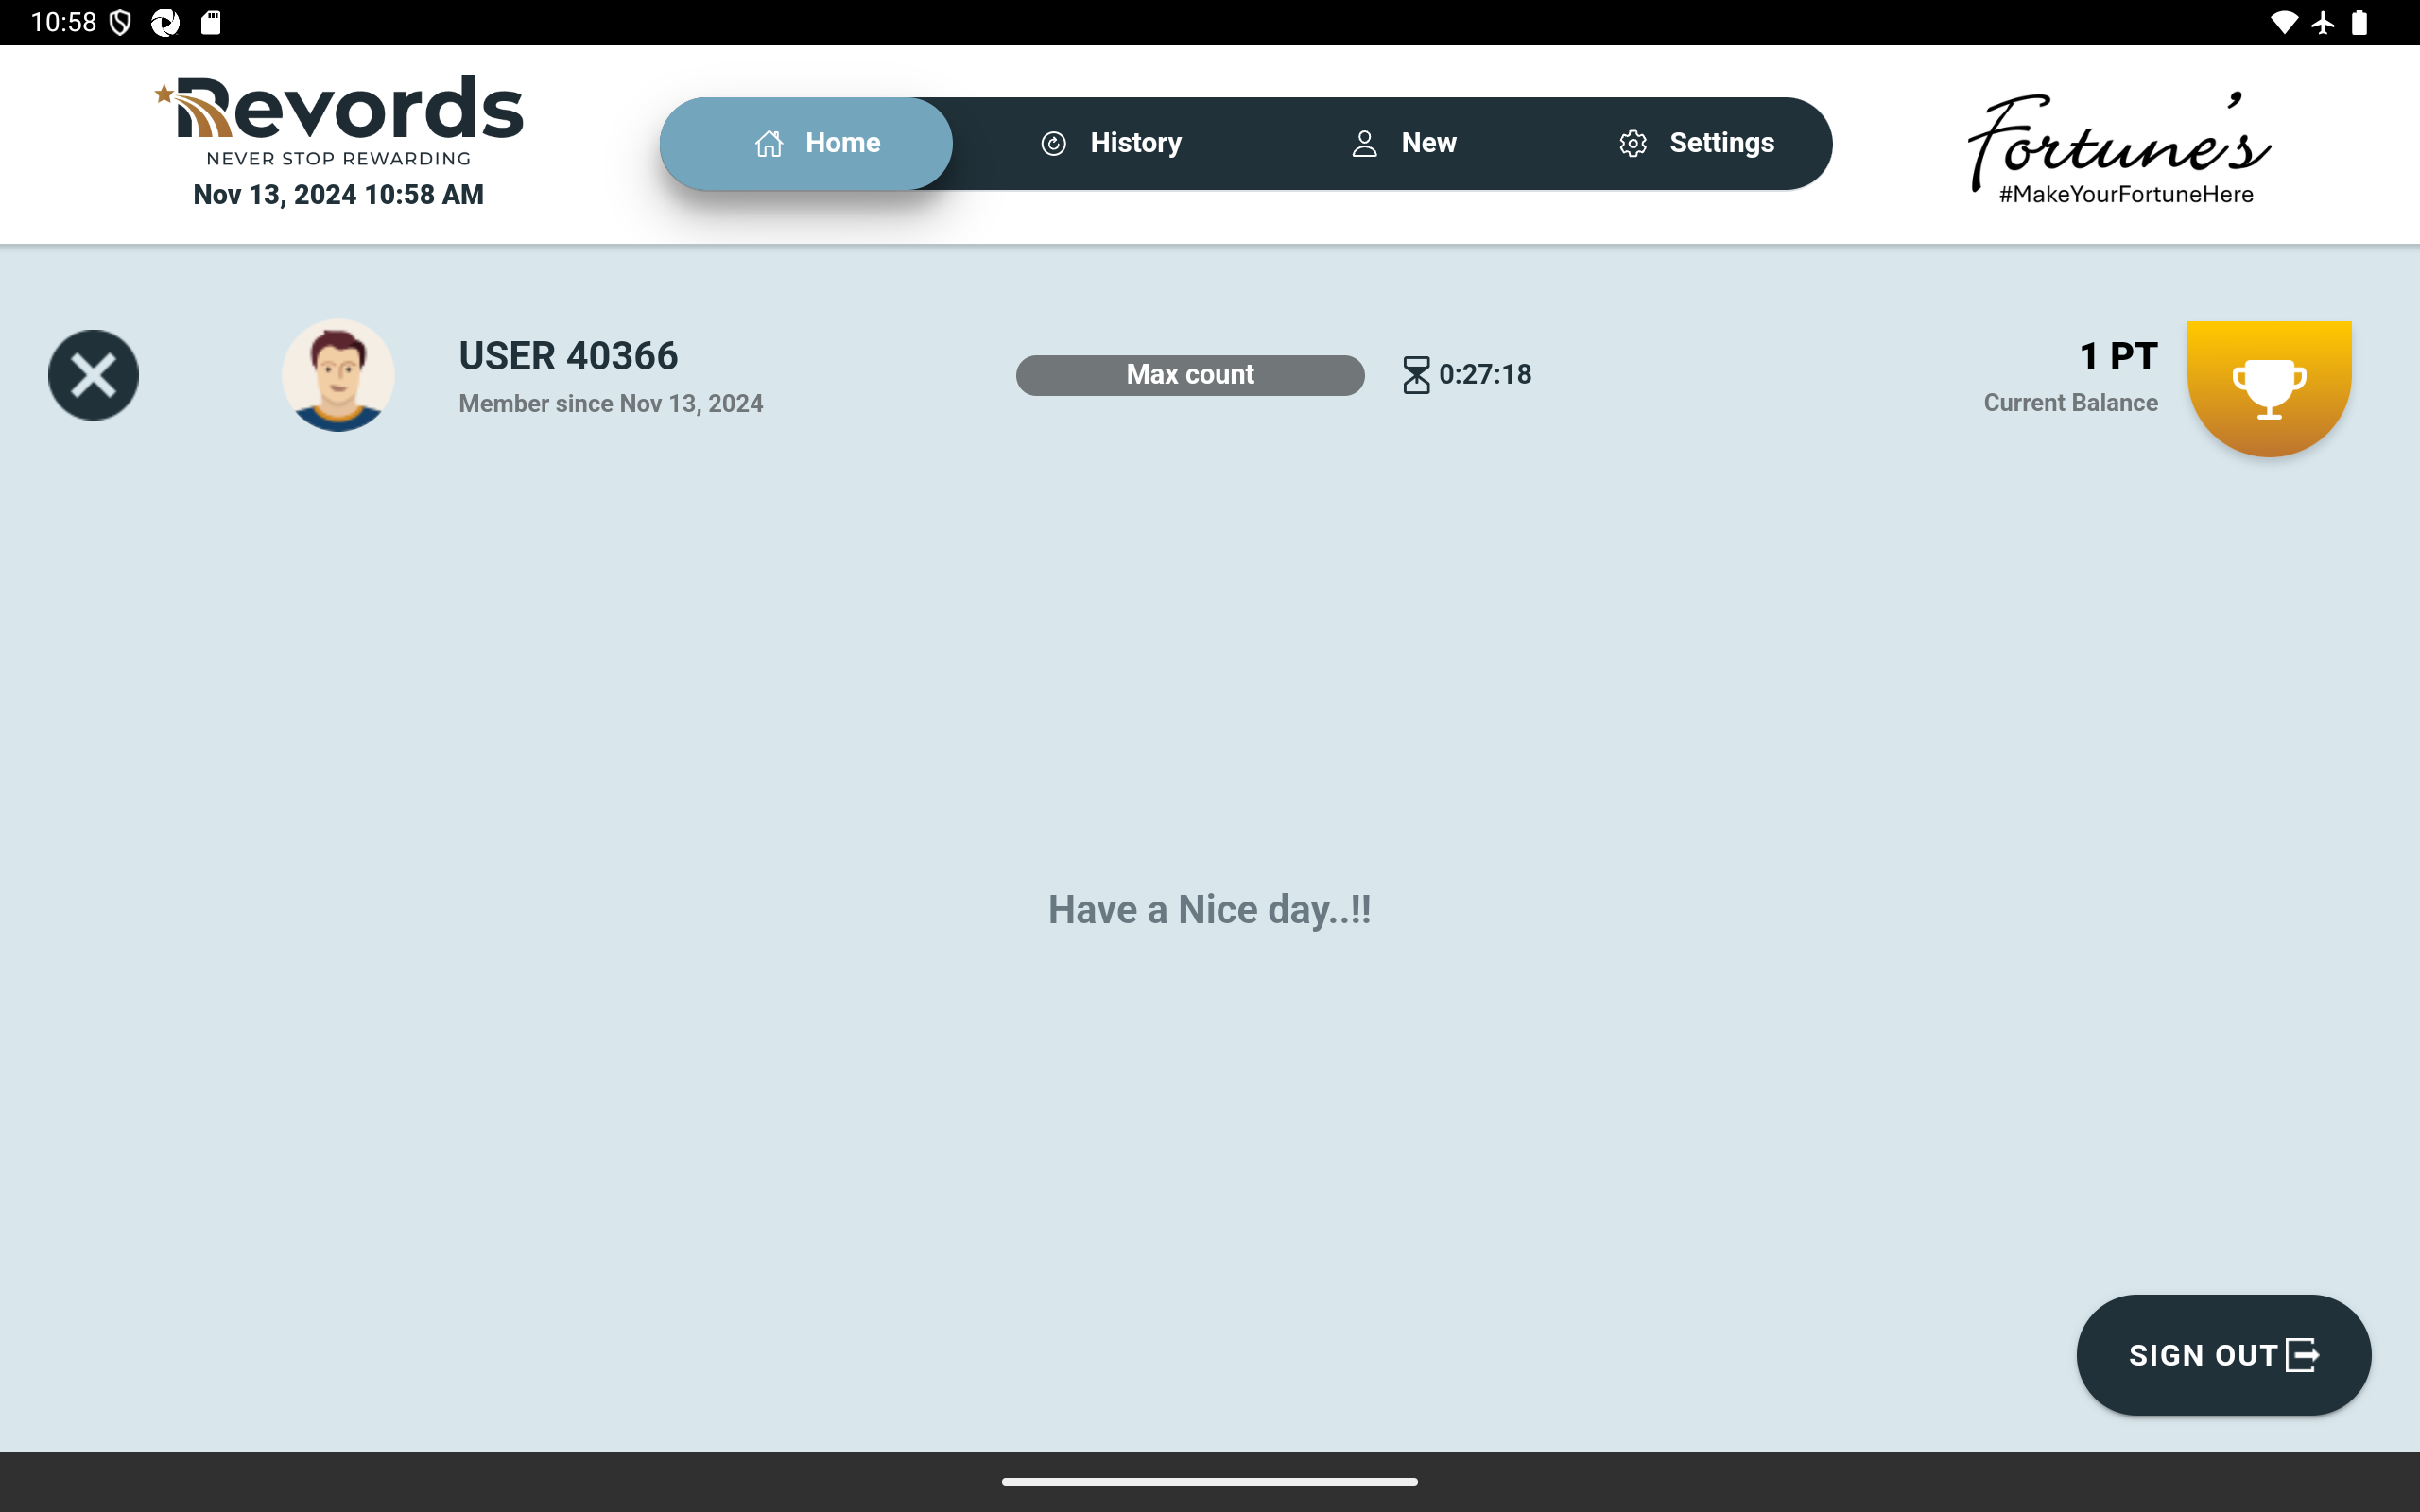 10:58
Revords
NEVER STOP REWARDING
Nov 13, 2024 10:58 AM
Home
History
New
Settings
Fortune's
#MakeYourFortuneHere
USER 40366
Member since Nov 13, 2024
Max count
0:27:18
1 PT
Current Balance
Have a Nice day..!!
SIGN OUT